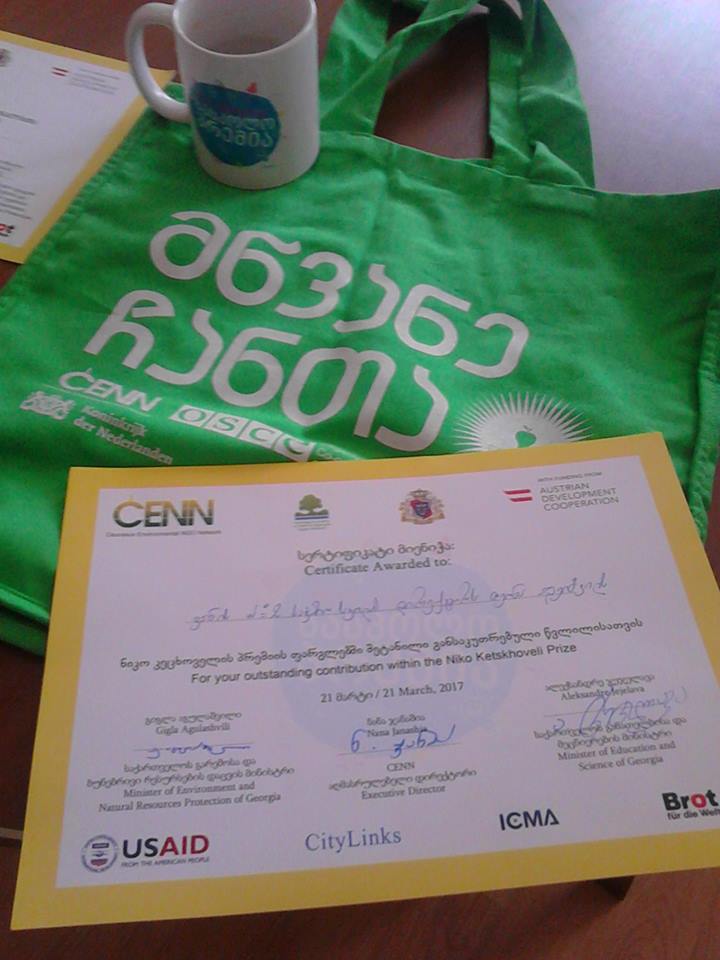 სასკოლო
პრემია
მწვანე
ჩანთა
CENN OSCE
Koninkrijk
der Nederlanden
CENN
Caucasus Environmental NGO Network
WITH FUNDING FROM
AUSTRIAN
DEVELOPMENT
COOPERATION
სერტიფიკატი მიენიჭა:
Certificate Awarded to:
ნიკო კეცხოველის პრემიის ფარგლებში შეტანილი განსაკუთრებული წვლილისათვის
For your outstanding contribution within the Niko Ketskhoveli Prize
21 მარტი / 21 March, 2017
გიგლა აგულაშვილი
Gigla Agulashvili
საქართველოს გარემოსა და
ბუნებრივი რესურსების დაცვის მინისტრი
Minister of Environment and
Natural Resources Protection of Georgia
ნანა ჯანაშია
Nana Janashia
ნ. ჯანაშ
CENN
აღმასრულებელი დირექტორი
Executive Director
ალექსანდრე ჯეჯელავა
Aleksandre Jejelava
საქართველოს განათლებისა და
მეცნიერების მინისტრი
Minister of Education and
Science of Georgia
USAID
FROM THE AMERICAN PEOPLE
CityLinks
ICMA
Brot
für die Welt